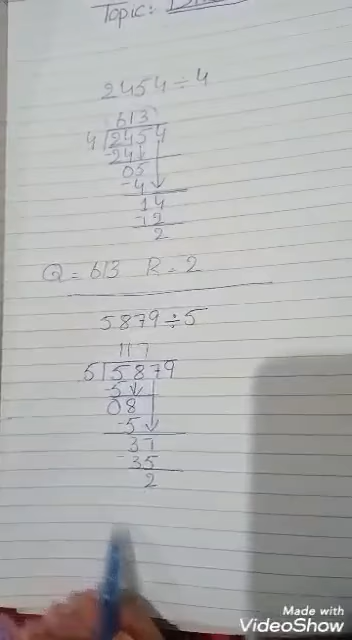 Topic:
2454 ÷ 4
613
4 2454
-24
05
-4
14
-12
2
Q = 613 R = 2
5879 ÷ 5
117
5 5879
-5
08
-5
37
-35
2
Made with
VideoShow